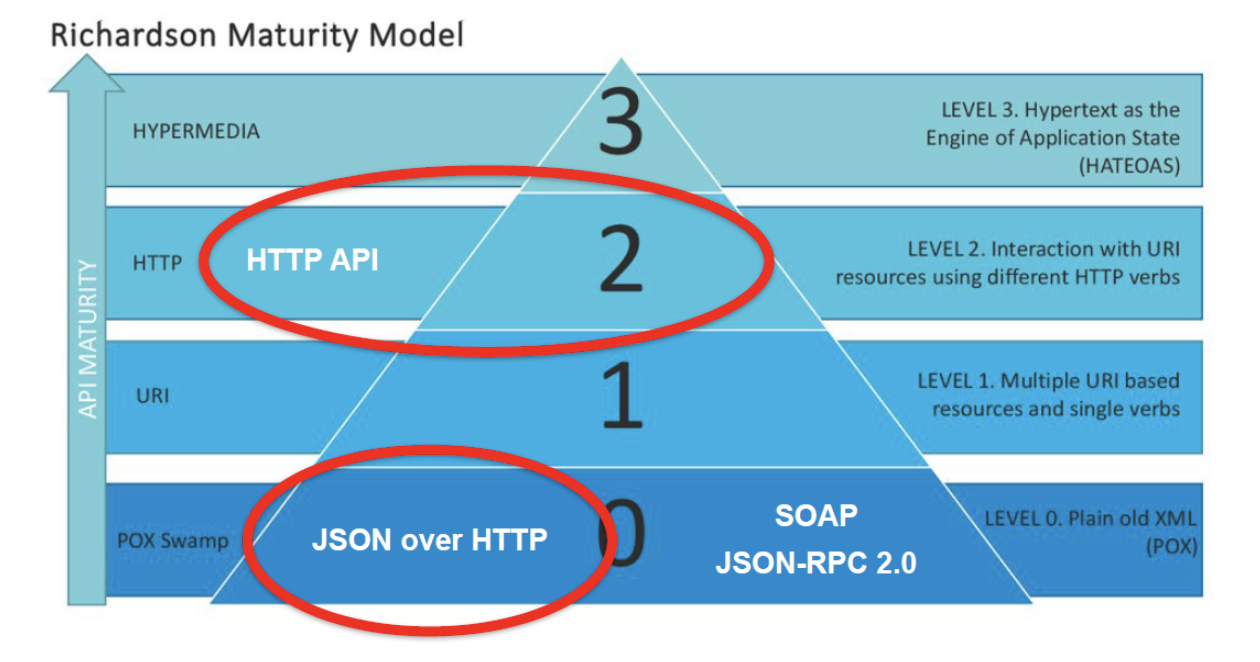 Richardson Maturity Model
HYPERMEDIA
3
LEVEL 3. Hypertext as the
Engine of Application State
(HATEOAS)
API MATURITY
HTTP
HTTP API
2
LEVEL 2. Interaction with URI
resources using different HTTP verbs
URI
1
LEVEL 1. Multiple URI based
resources and single verbs
POX Swamp
JSON over HTTP
0
SOAP
JSON-RPC 2.0
LEVEL 0. Plain old XML
(POX)